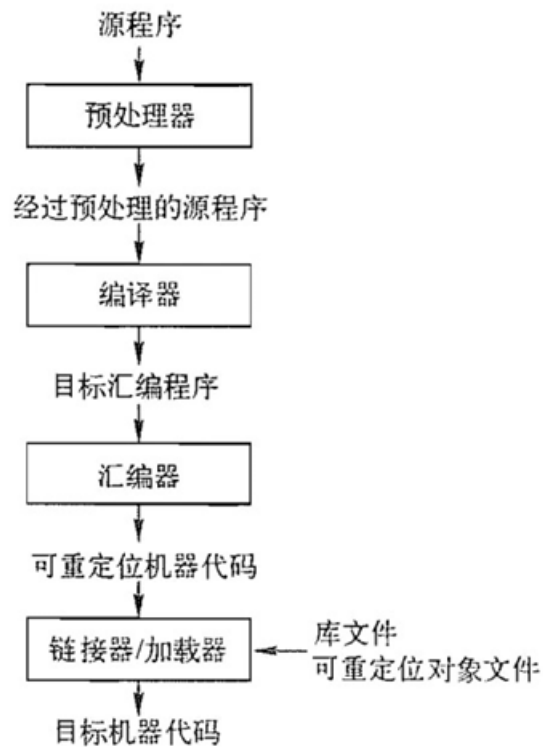 源程序
预处理器
经过预处理的源程序
编译器
目标汇编程序
汇编器
可重定位机器代码
链接器/加载器
库文件
可重定位对象文件
目标机器代码